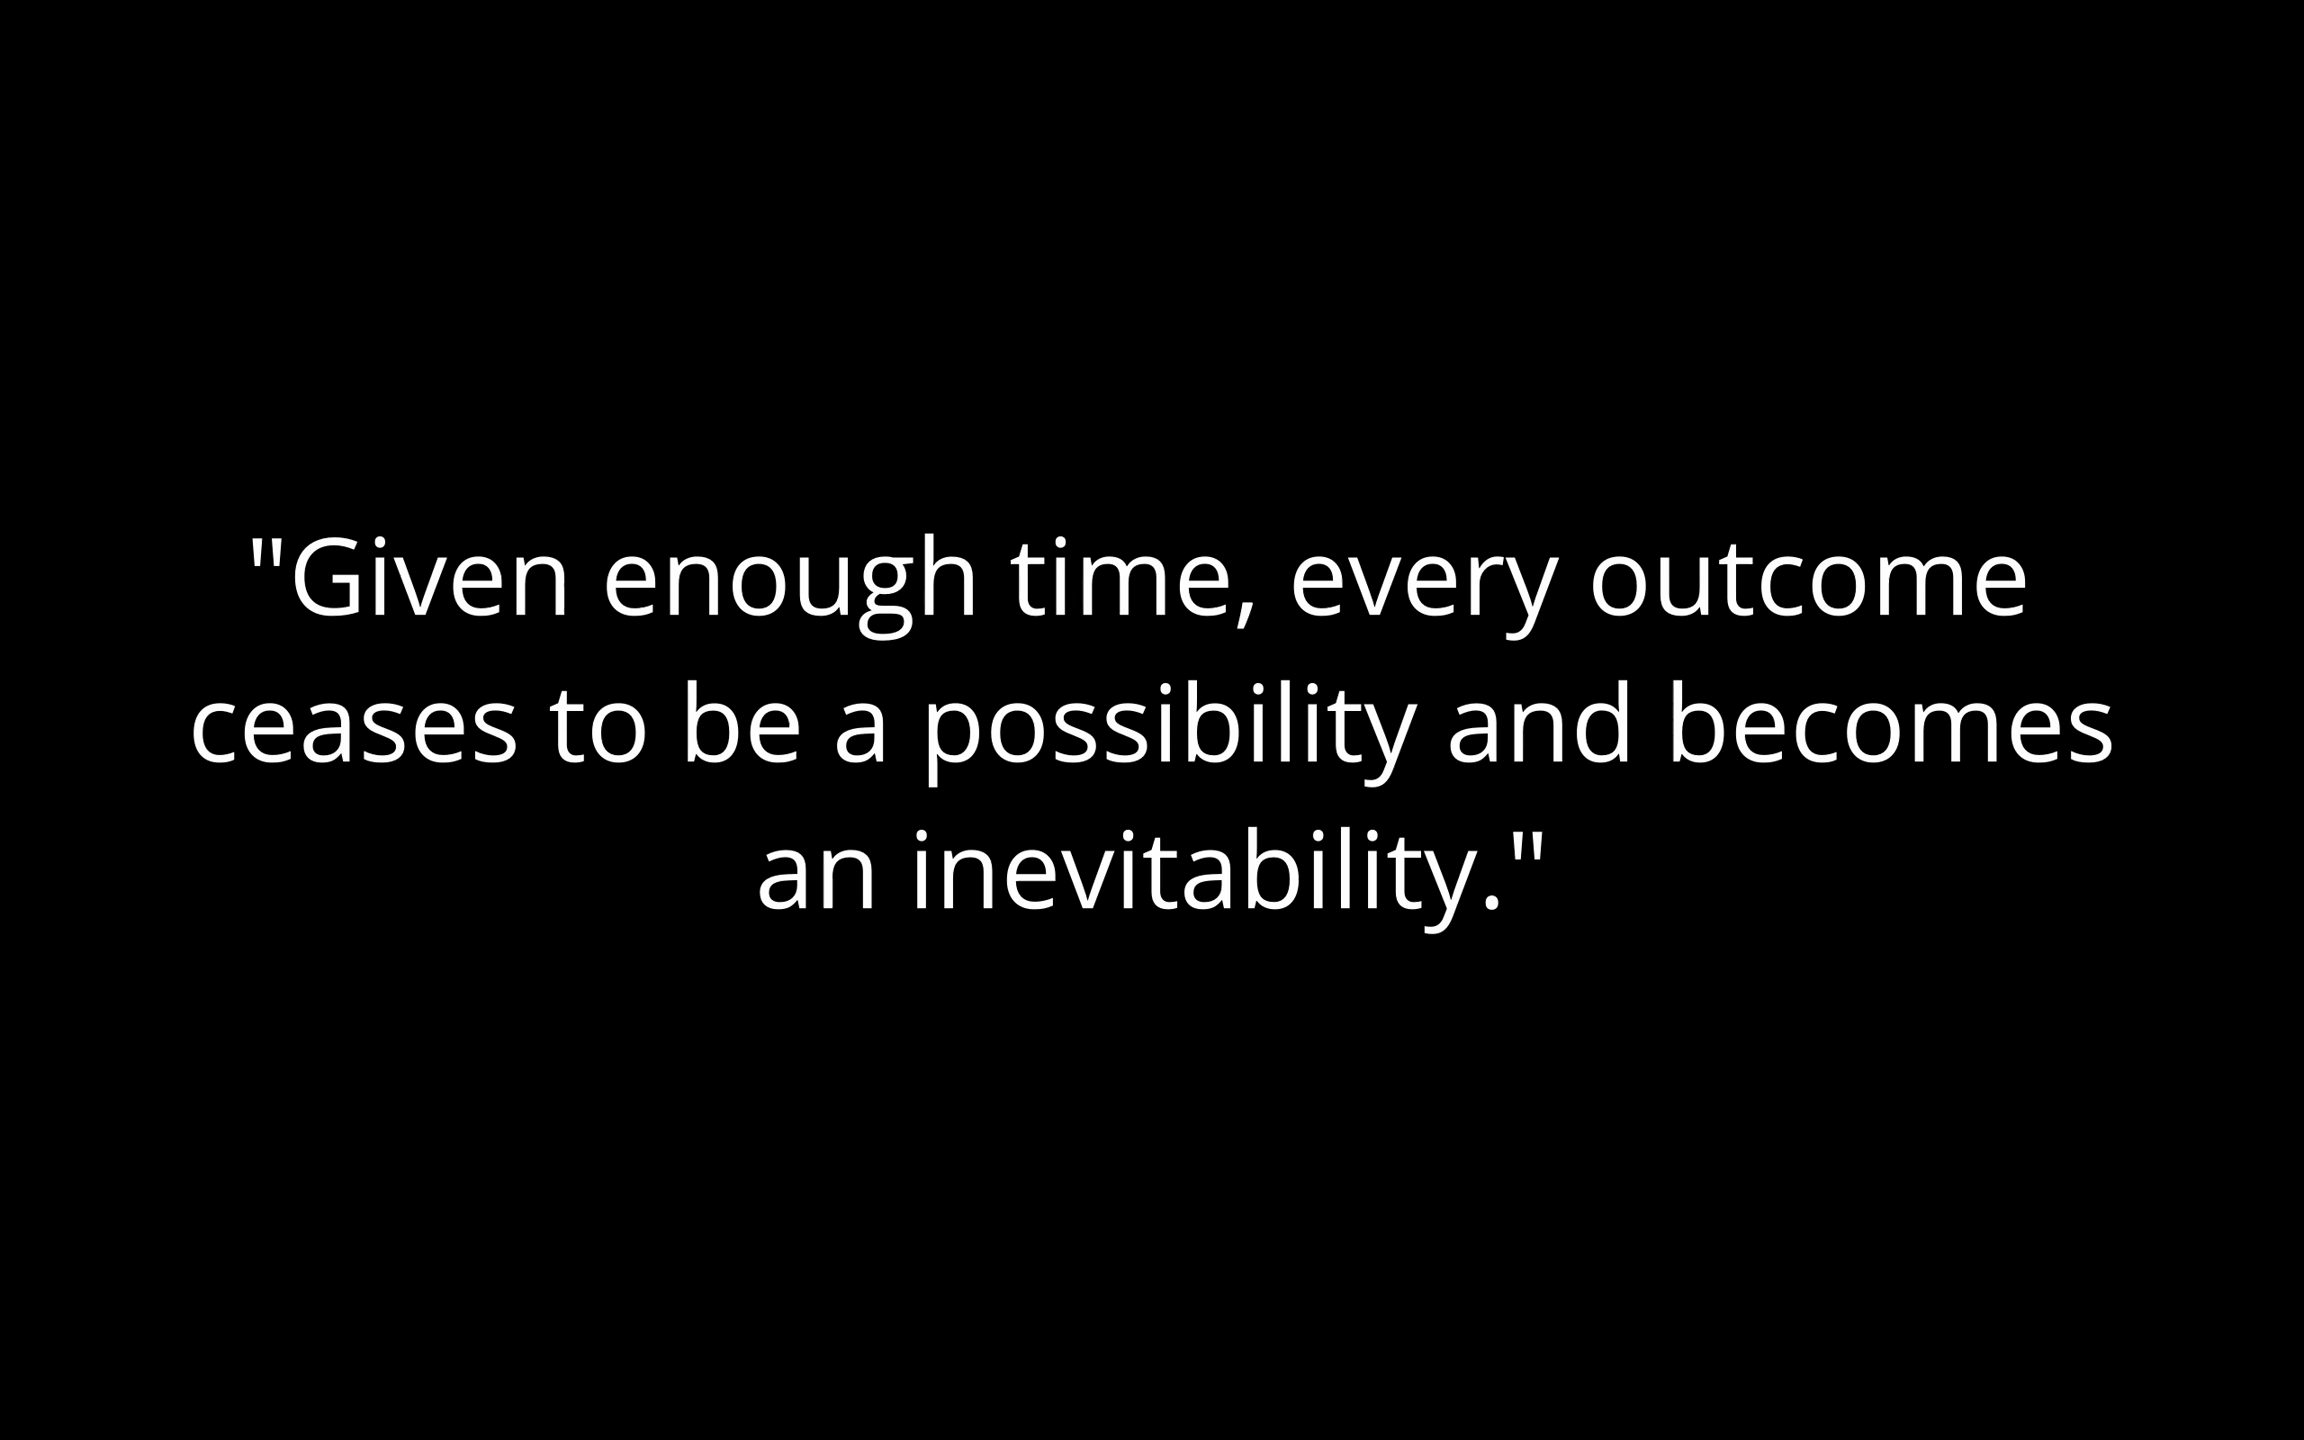 "Given enough time, every outcome
ceases to be a possibility and becomes
an inevitability."